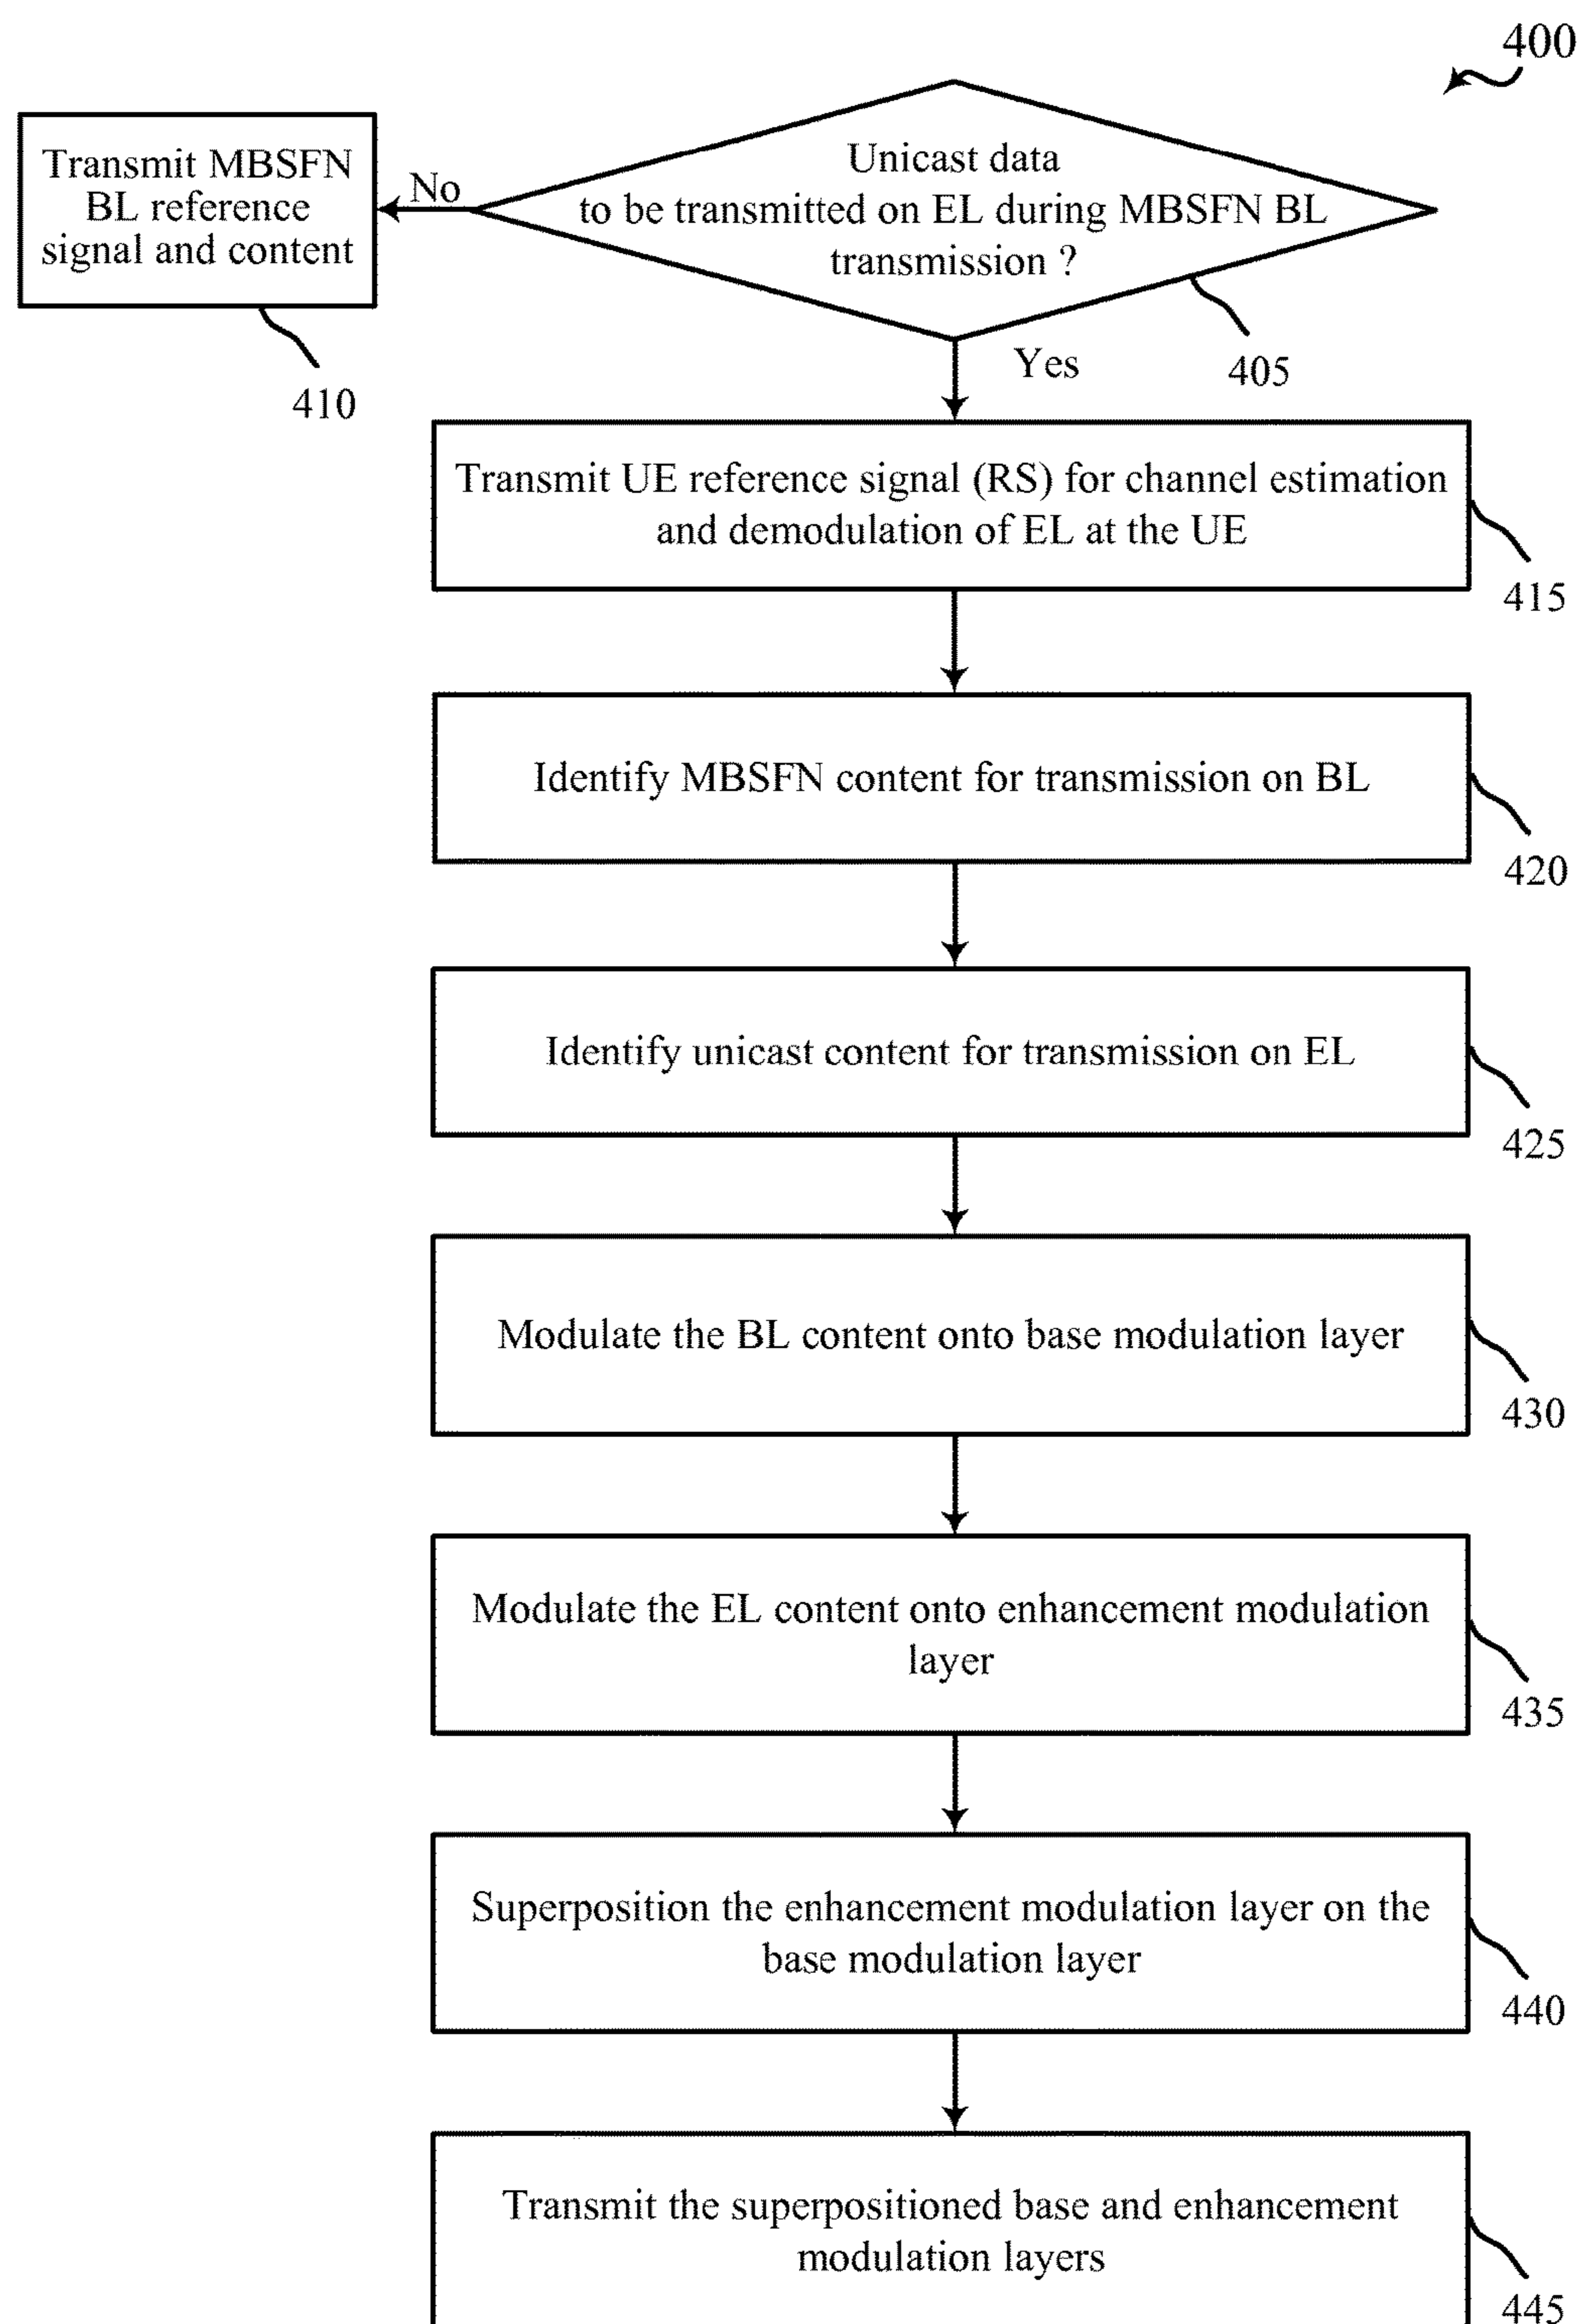 400
Unicast data
to be transmitted on EL during MBSFN BL
transmission ?
405
No
Transmit MBSFN
BL reference
signal and content
410
Yes
Transmit UE reference signal (RS) for channel estimation
and demodulation of EL at the UE
415
Identify MBSFN content for transmission on BL
420
Identify unicast content for transmission on EL
425
Modulate the BL content onto base modulation layer
430
Modulate the EL content onto enhancement modulation
layer
435
Superposition the enhancement modulation layer on the
base modulation layer
440
Transmit the superpositioned base and enhancement
modulation layers
445